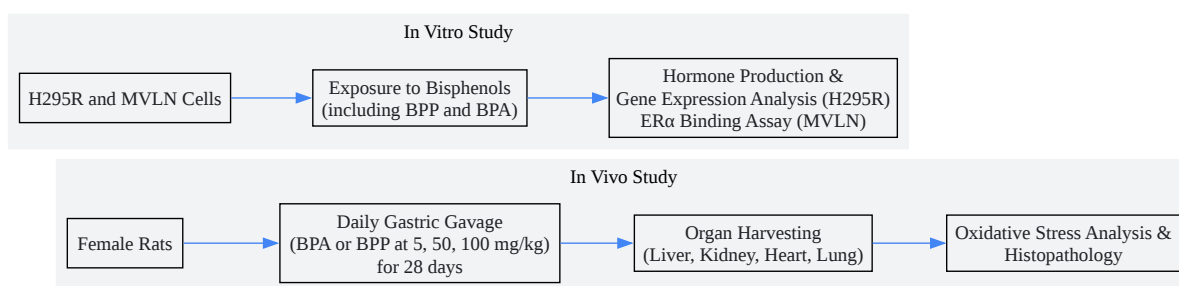 In Vitro Study
H295R and MVLN Cells
Exposure to Bisphenols
(including BPP and BPA)
Hormone Production &
Gene Expression Analysis (H295R)
ERα Binding Assay (MVLN)
In Vivo Study
Female Rats
Daily Gastric Gavage
(BPA or BPP at 5, 50, 100 mg/kg)
for 28 days
Organ Harvesting
(Liver, Kidney, Heart, Lung)
Oxidative Stress Analysis &
Histopathology